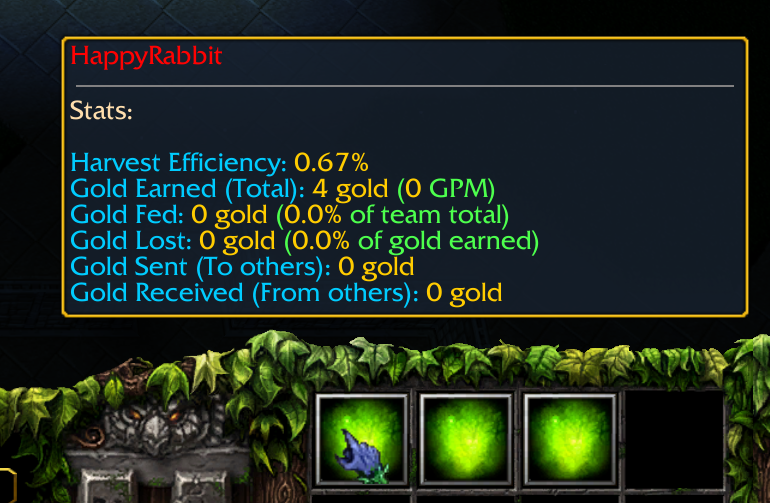 HappyRabbit
Stats:
Harvest Efficiency: 0.67%
Gold Earned (Total): 4 gold (0 GPM)
Gold Fed: 0 gold (0.0% of team total)
Gold Lost: 0 gold (0.0% of gold earned)
Gold Sent (To others): 0 gold
Gold Received (From others): 0 gold